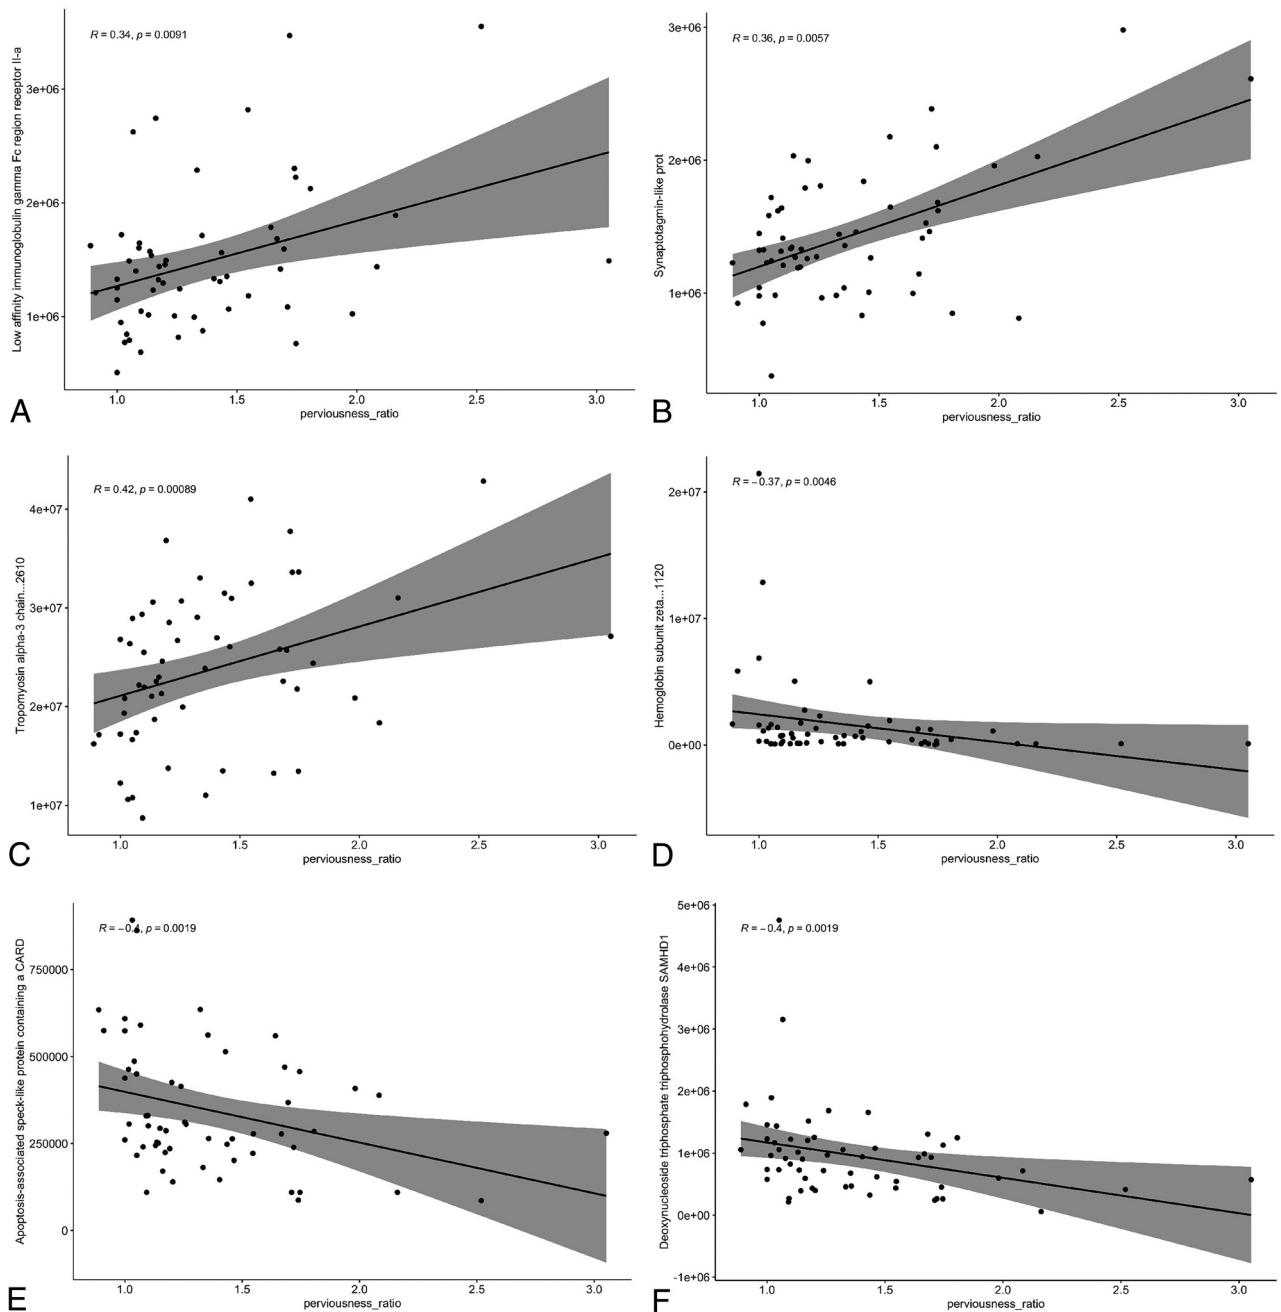 R = 0.34, p = 0.0091
Low affinity immunoglobulin gamma Fc region receptor II-a
3e+06
2e+06
1e+06
1.0 1.5 2.0 2.5 3.0
perviousness_ratio
A
R = 0.36, p = 0.0057
Synaptotagmin-like prot
3e+06
2e+06
1e+06
1.0 1.5 2.0 2.5 3.0
perviousness_ratio
B
R = 0.42, p = 0.00089
Tropomyosin alpha-3 chain...2610
4e+07
3e+07
2e+07
1e+07
1.0 1.5 2.0 2.5 3.0
perviousness_ratio
C
R = −0.37, p = 0.0046
Hemoglobin subunit zeta...1120
2e+07
1e+07
0e+00
1.0 1.5 2.0 2.5 3.0
perviousness_ratio
D
R = −0.4, p = 0.0019
Apoptosis-associated speck-like protein containing a CARD
750000
500000
250000
0
1.0 1.5 2.0 2.5 3.0
perviousness_ratio
E
R = −0.4, p = 0.0019
Deoxynucleoside triphosphate triphosphohydrolase SAMHD1
5e+06
4e+06
3e+06
2e+06
1e+06
0e+00
-1e+06
1.0 1.5 2.0 2.5 3.0
perviousness_ratio
F